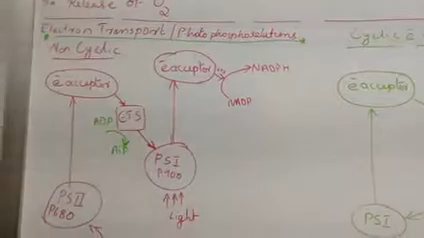 Release of O2
Electron Transport / Photophosphorelations
Non Cyclic
Cyclic ē
ē acceptor
ē acceptor
NADPH
NADP
ē acceptor
ADP
ETS
ATP
PS I
P700
PS II
P680
Light
PS I